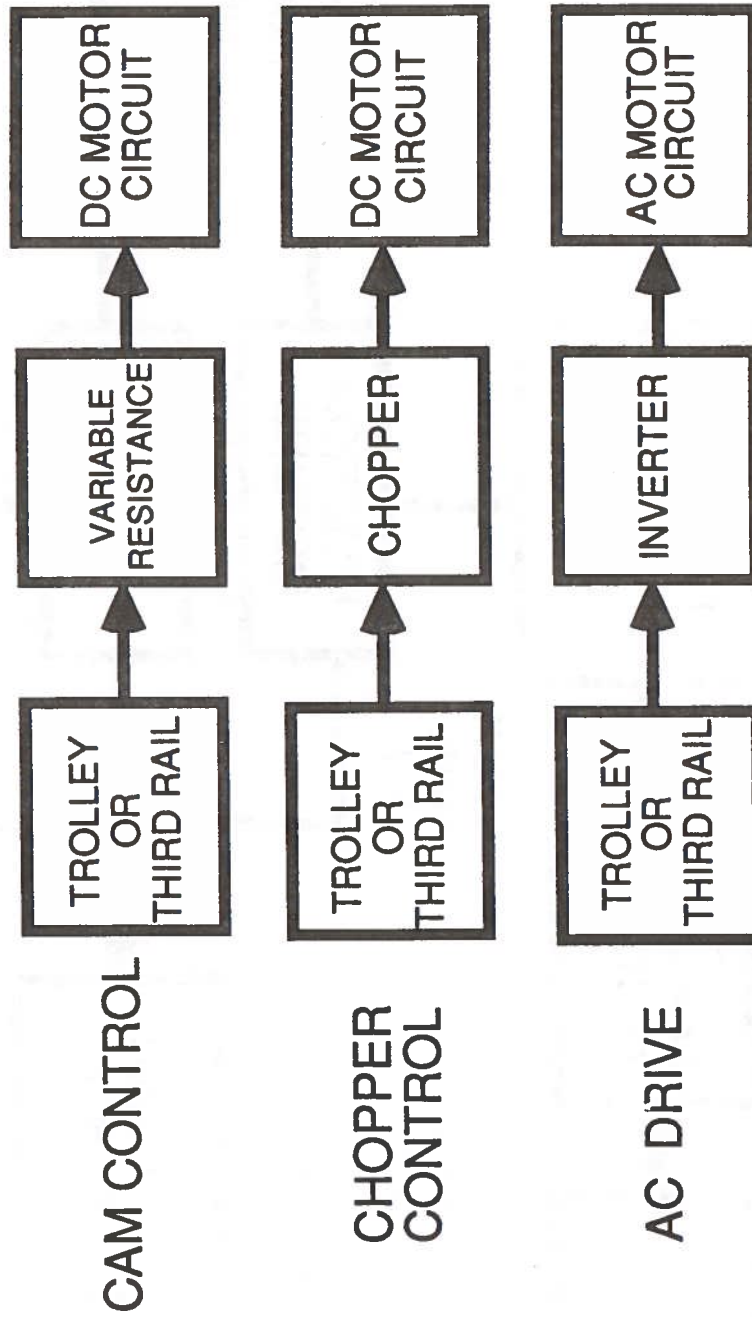 CAM CONTROL
TROLLEY
OR
THIRD RAIL
VARIABLE
RESISTANCE
DC MOTOR
CIRCUIT
CHOPPER
CONTROL
TROLLEY
OR
THIRD RAIL
CHOPPER
DC MOTOR
CIRCUIT
AC DRIVE
TROLLEY
OR
THIRD RAIL
INVERTER
AC MOTOR
CIRCUIT